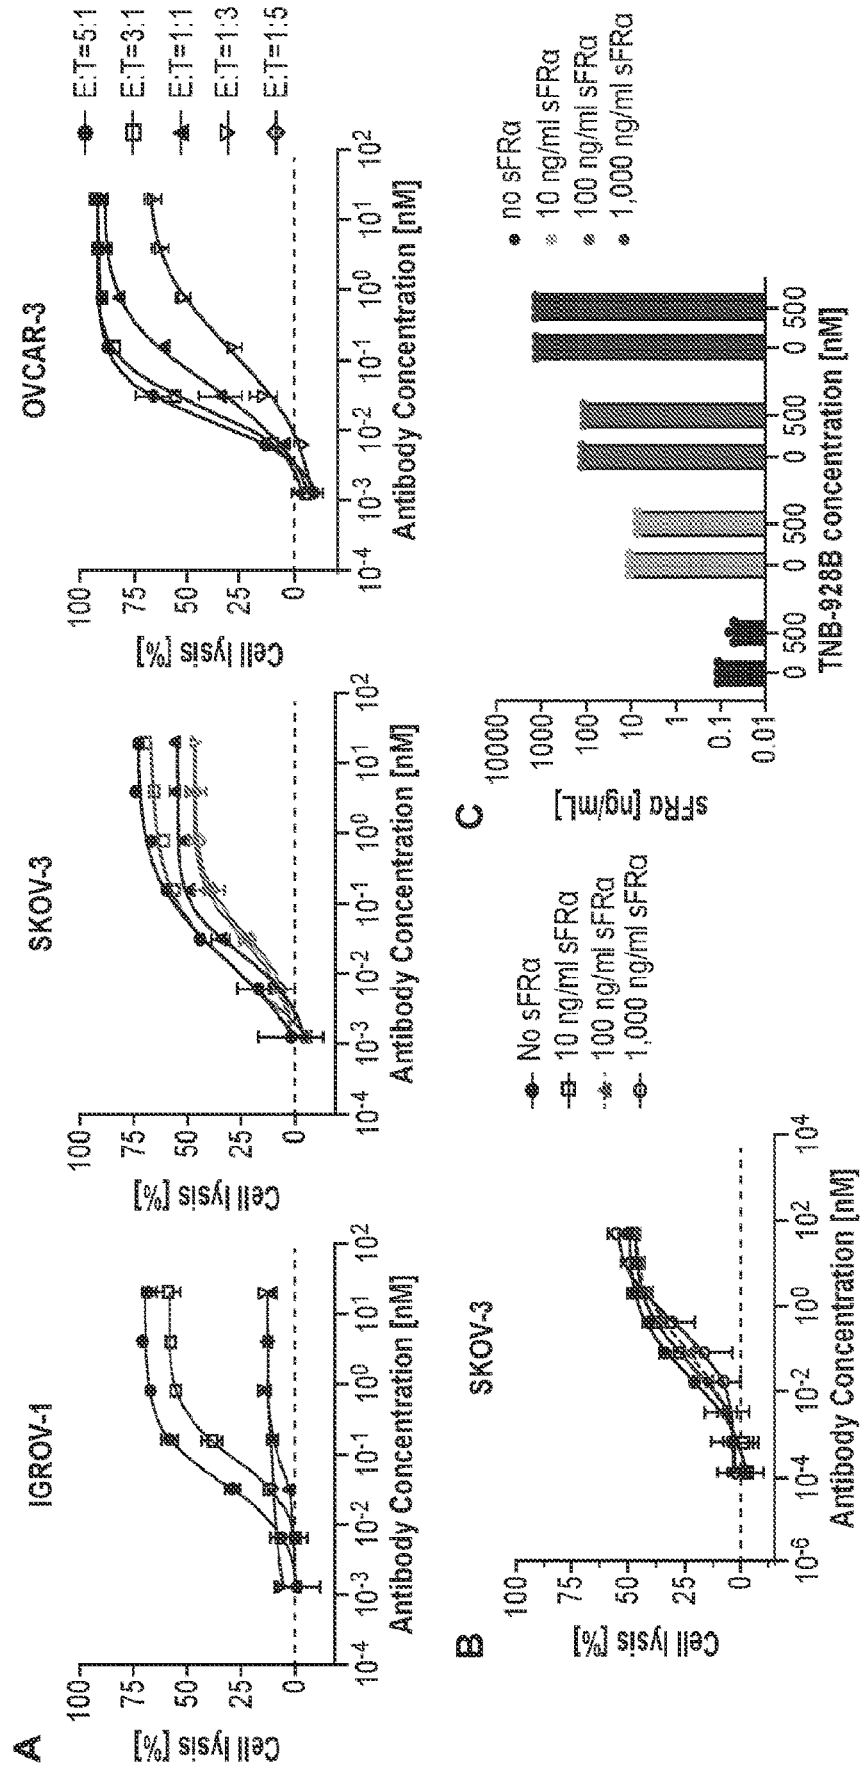 A
IGROV-1
Cell lysis [%]
100
75
50
25
0
10-4
10-3
10-2
10-1
100
101
102
Antibody Concentration [nM]
SKOV-3
Cell lysis [%]
100
75
50
25
0
10-4
10-3
10-2
10-1
100
101
102
Antibody Concentration [nM]
OVCAR-3
Cell lysis [%]
100
75
50
25
0
10-4
10-3
10-2
10-1
100
101
102
Antibody Concentration [nM]
E:T=5:1
E:T=3:1
E:T=1:1
E:T=1:3
E:T=1:5
B
SKOV-3
Cell lysis [%]
100
75
50
25
0
10-6
10-4
10-2
100
102
104
Antibody Concentration [nM]
No sFRα
10 ng/ml sFRα
100 ng/ml sFRα
1,000 ng/ml sFRα
C
sFRα [ng/mL]
10000
1000
100
10
1
0.1
0.01
0 500 0 500 0 500 0 500
TNB-928B concentration [nM]
no sFRα
10 ng/ml sFRα
100 ng/ml sFRα
1,000 ng/ml sFRα